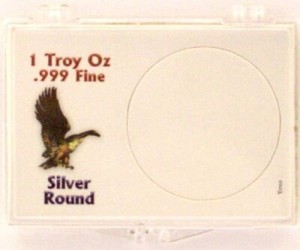 1 Troy Oz
.999 Fine
Silver
Round